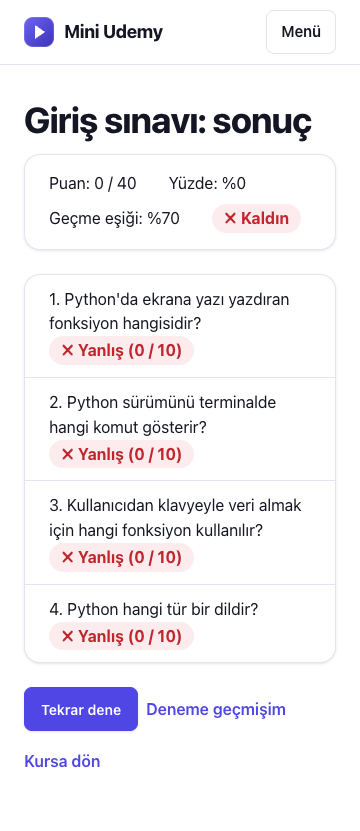 Mini Udemy
Menü
Giriş sınavı: sonuç
Puan: 0 / 40
Yüzde: %0
Geçme eşiği: %70
✕ Kaldın
1. Python'da ekrana yazı yazdıran
fonksiyon hangisidir?
✕ Yanlış (0 / 10)
2. Python sürümünü terminalde
hangi komut gösterir?
✕ Yanlış (0 / 10)
3. Kullanıcıdan klavyeyle veri almak
için hangi fonksiyon kullanılır?
✕ Yanlış (0 / 10)
4. Python hangi tür bir dildir?
✕ Yanlış (0 / 10)
Tekrar dene
Deneme geçmişim
Kursa dön